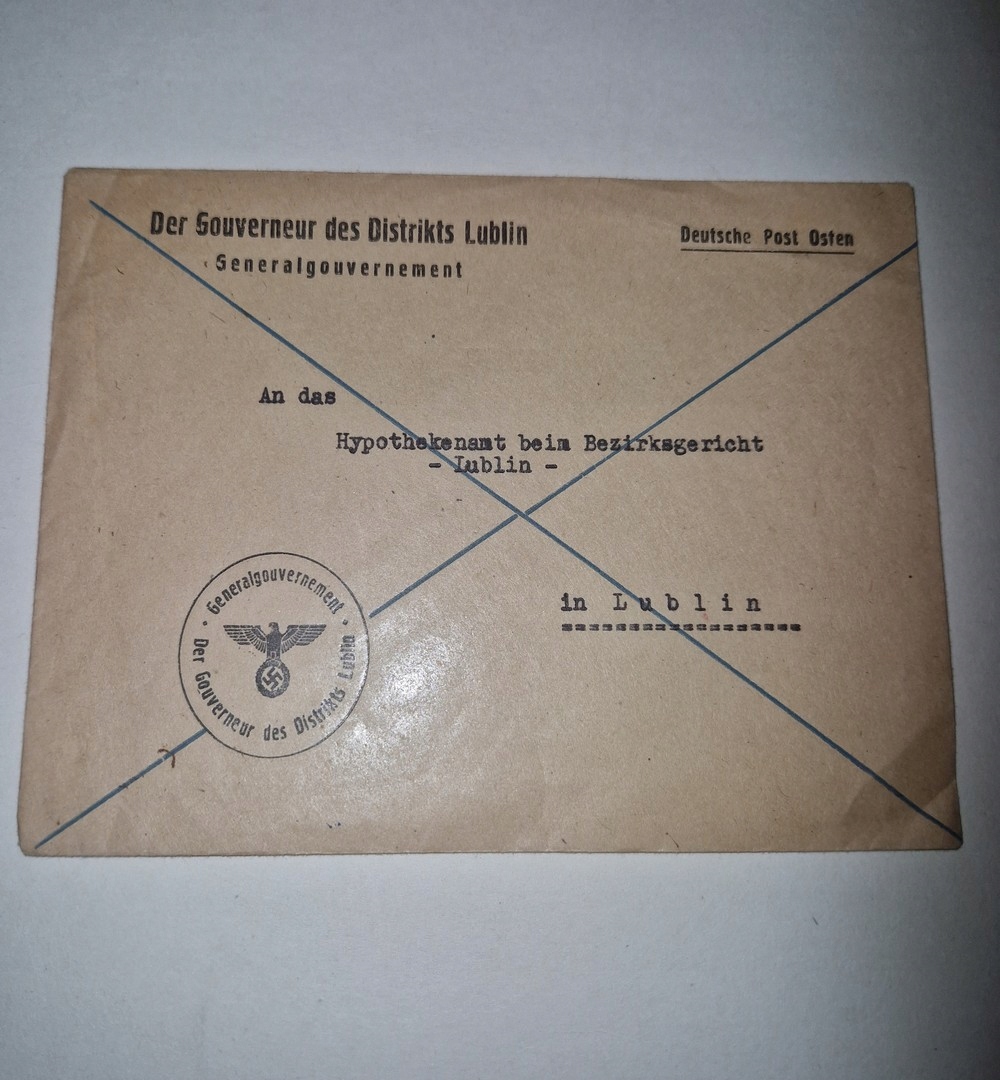 Der Gouverneur des Distrikts Lublin
Generalgouvernement
Deutsche Post Osten
An das
Hypothekenamt beim Bezirksgericht
- Lublin -
in Lublin
Generalgouvernement
Der Gouverneur des Distrikts Lublin